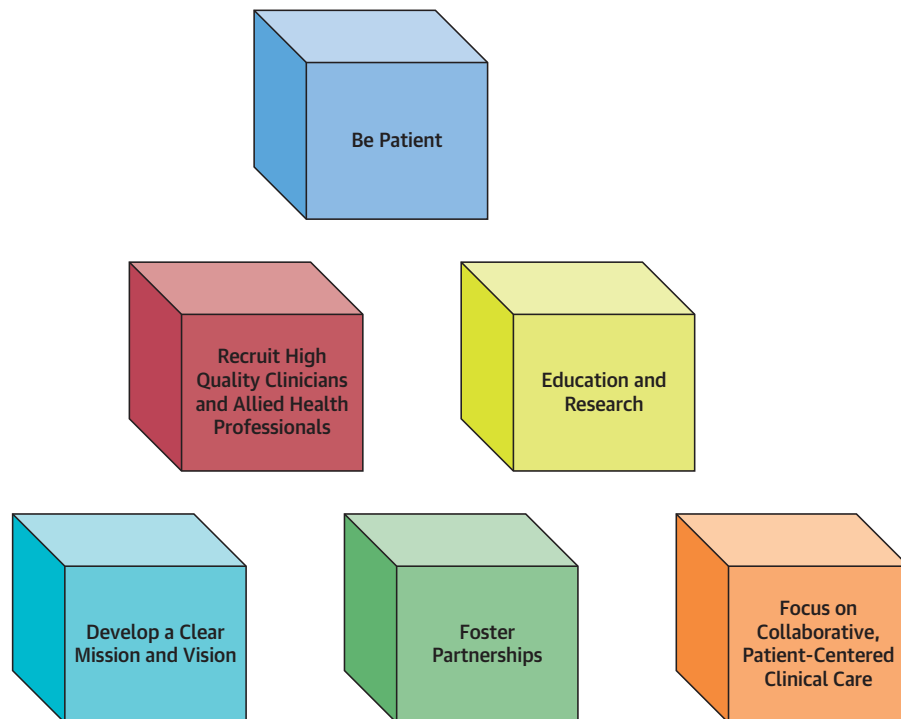 Be Patient
Recruit High
Quality Clinicians
and Allied Health
Professionals
Education and
Research
Develop a Clear
Mission and Vision
Foster
Partnerships
Focus on
Collaborative,
Patient-Centered
Clinical Care